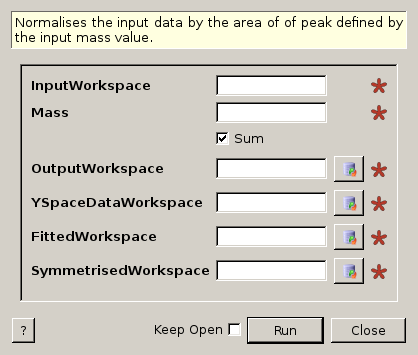 Normalises the input data by the area of of peak defined by
the input mass value.
InputWorkspace
Mass
Sum
OutputWorkspace
YSpaceDataWorkspace
FittedWorkspace
SymmetrisedWorkspace
? Keep Open Run Close